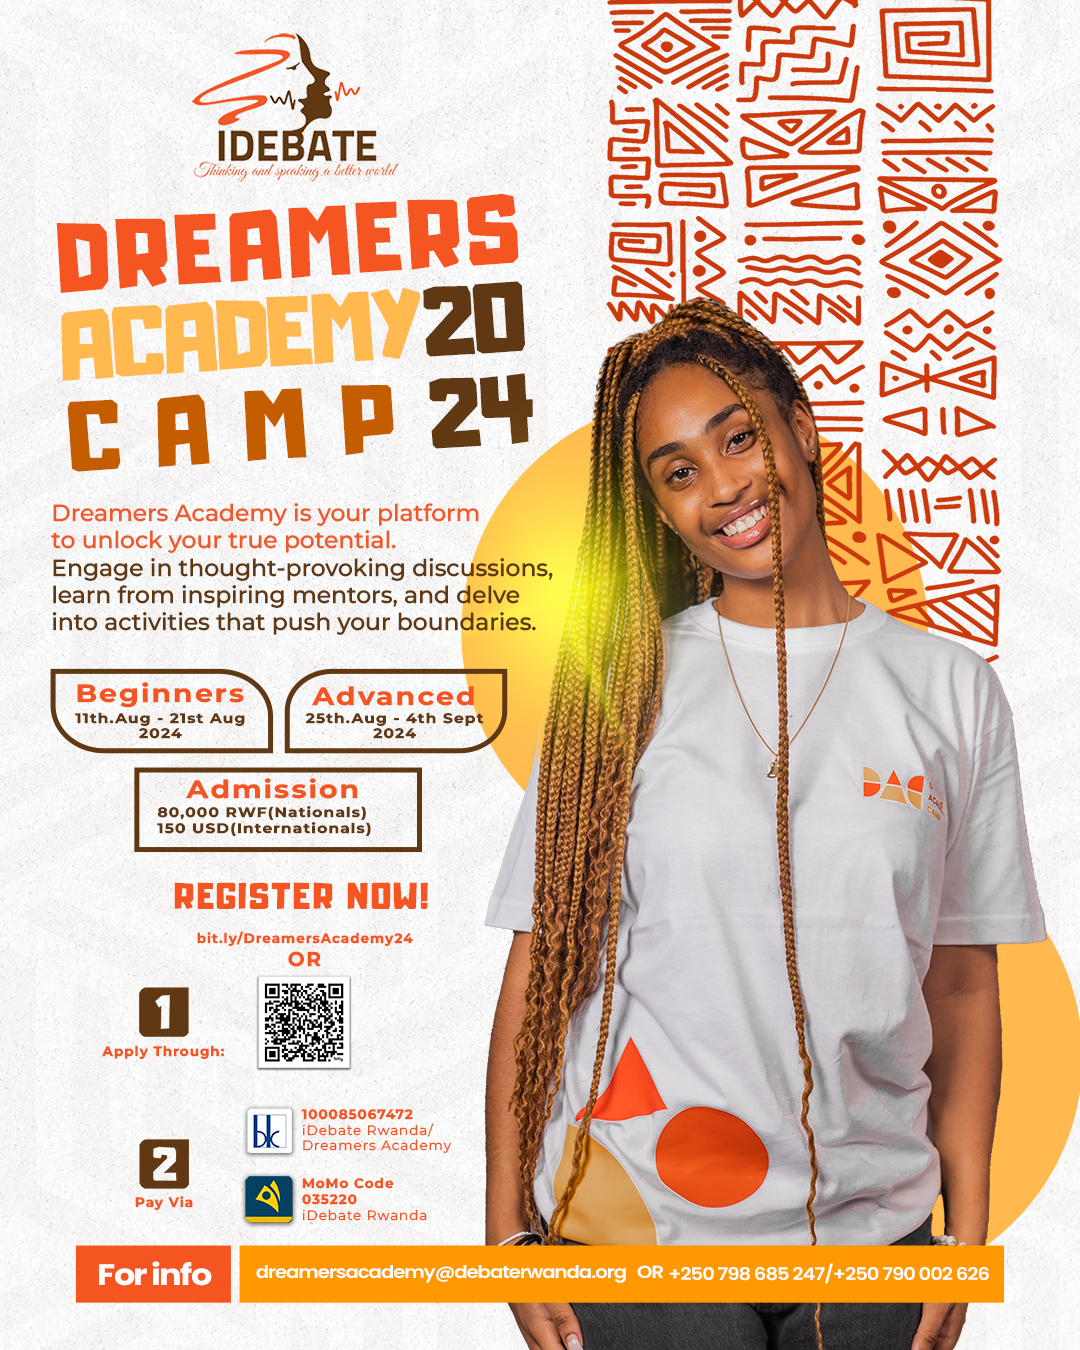 IDEBATE
Thinking and speaking a better world
DREAMERS
ACADEMY 20
CAMP 24
Dreamers Academy is your platform
to unlock your true potential.
Engage in thought-provoking discussions,
learn from inspiring mentors, and delve
into activities that push your boundaries.
Beginners
11th.Aug - 21st Aug
2024
Advanced
25th.Aug - 4th Sept
2024
Admission
80,000 RWF(Nationals)
150 USD(Internationals)
REGISTER NOW!
bit.ly/DreamersAcademy24
OR
1
Apply Through:
2
Pay Via
bk
100085067472
iDebate Rwanda/
Dreamers Academy
MoMo Code
035220
iDebate Rwanda
DAC
For info
dreamersacademy@debaterwanda.org OR +250 798 685 247/+250 790 002 626